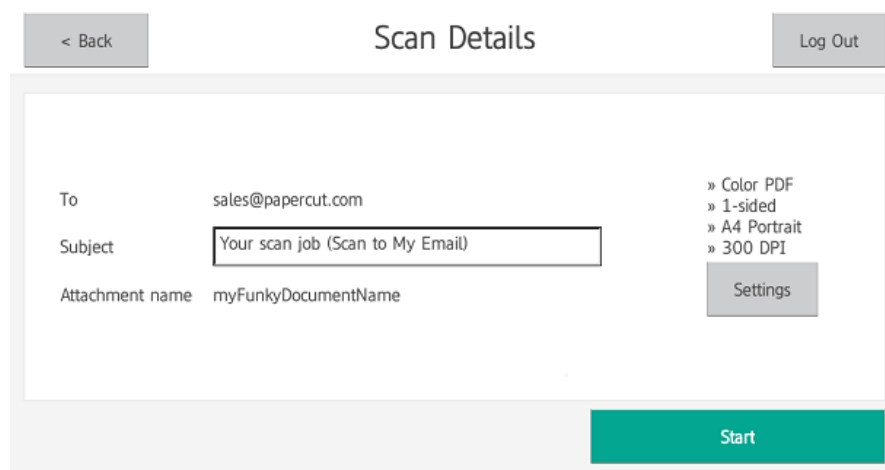 < Back
Scan Details
Log Out
To
sales@papercut.com
Subject
Your scan job (Scan to My Email)
Attachment name
myFunkyDocumentName
» Color PDF
» 1-sided
» A4 Portrait
» 300 DPI
Settings
Start